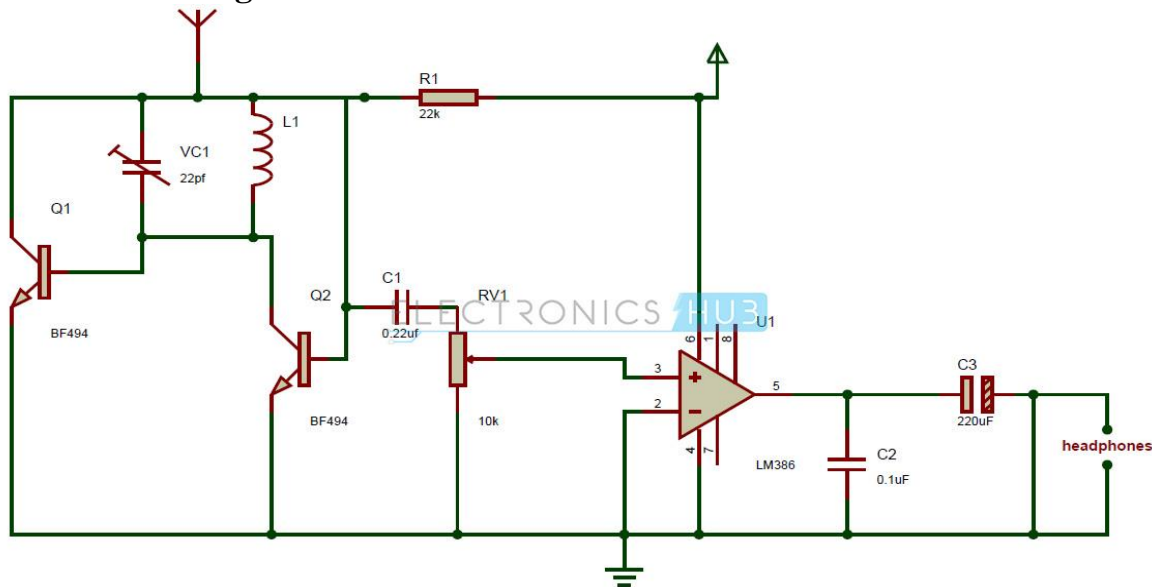 R1
22k
L1
VC1
22pf
Q1
BF494
Q2
BF494
C1
0.22uf
RV1
10k
ELECTRONICS HUB
U1
6
1
8
3
2
5
4
7
LM386
C3
220uF
C2
0.1uF
headphones